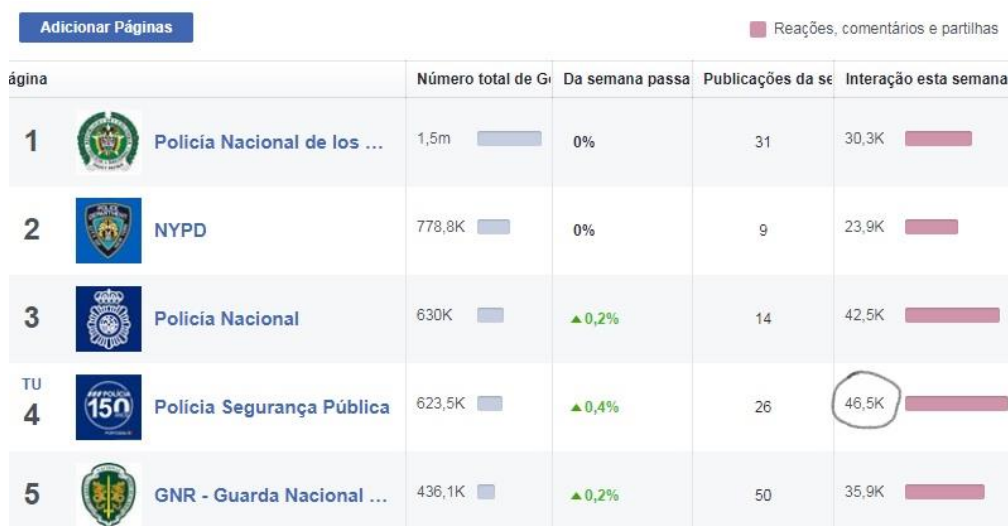 Adicionar Páginas
Reações, comentários e partilhas
ágina Número total de G Da semana passa Publicações da se Interação esta semana
1 Policía Nacional de los ... 1,5m 0% 31 30,3K
2 NYPD 778,8K 0% 9 23,9K
3 Policía Nacional 630K 0,2% 14 42,5K
TU
4 150 Polícia Segurança Pública 623,5K 0,4% 26 46,5K
5 GNR - Guarda Nacional ... 436,1K 0,2% 50 35,9K